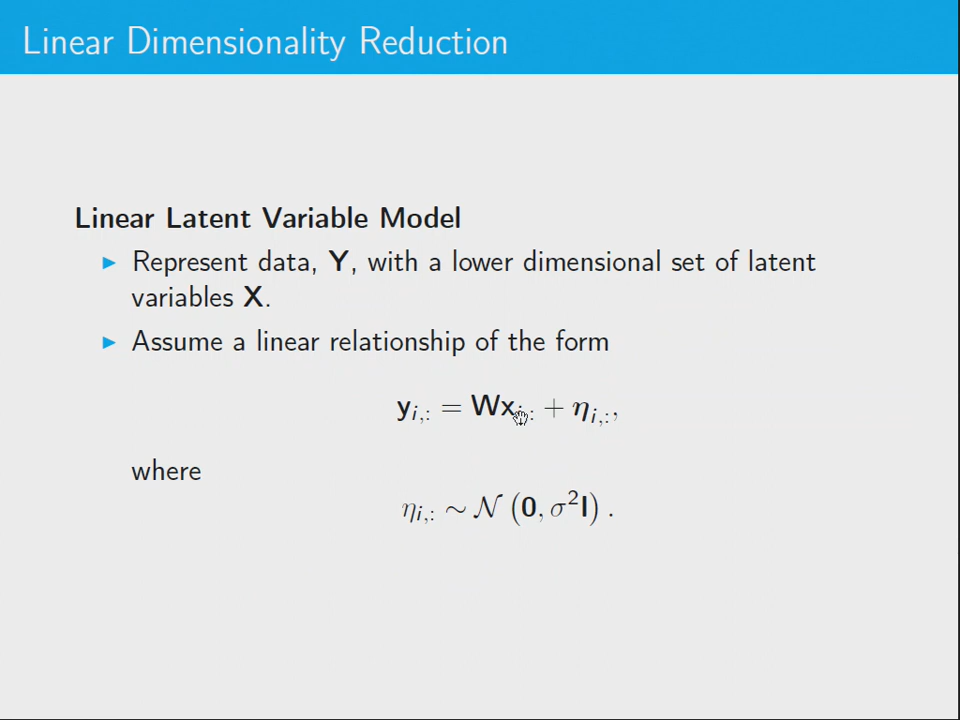 Linear Dimensionality Reduction
Linear Latent Variable Model
▶ Represent data, Y, with a lower dimensional set of latent
variables X.
▶ Assume a linear relationship of the form
y_{i,:} = Wx_{i,:} + η_{i,:},
where
η_{i,:} ∼ 𝒩 (0, σ²I) .